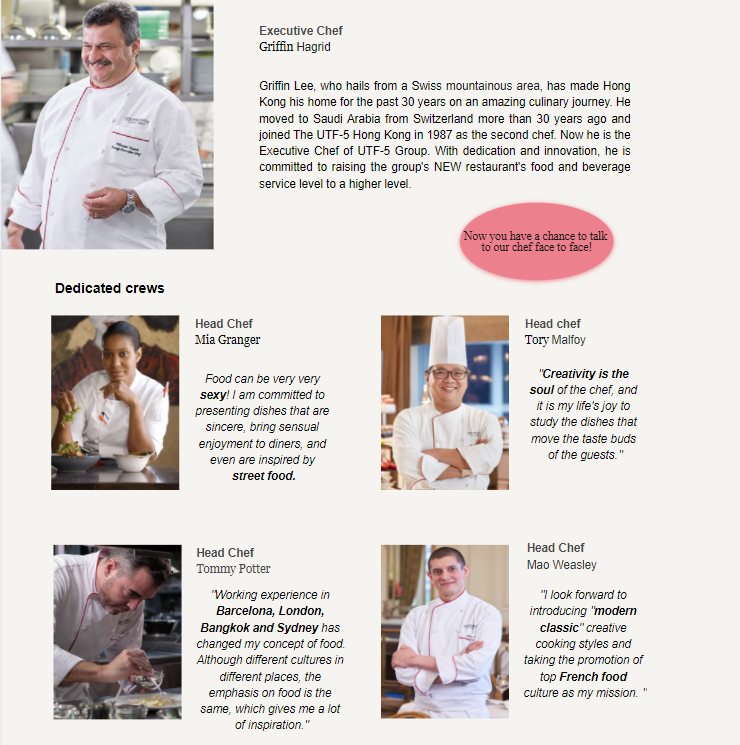 Executive Chef
Griffin Hagrid
Griffin Lee, who hails from a Swiss mountainous area, has made Hong
Kong his home for the past 30 years on an amazing culinary journey. He
moved to Saudi Arabia from Switzerland more than 30 years ago and
joined The UTF-5 Hong Kong in 1987 as the second chef. Now he is the
Executive Chef of UTF-5 Group. With dedication and innovation, he is
committed to raising the group's NEW restaurant's food and beverage
service level to a higher level.
Now you have a chance to talk
to our chef face to face!
Dedicated crews
Head Chef
Mia Granger
Food can be very very
sexy! I am committed to
presenting dishes that are
sincere, bring sensual
enjoyment to diners, and
even are inspired by
street food.
Head chef
Tory Malfoy
"Creativity is the
soul of the chef, and
it is my life's joy to
study the dishes that
move the taste buds
of the guests."
Head Chef
Tommy Potter
"Working experience in
Barcelona, London,
Bangkok and Sydney has
changed my concept of food.
Although different cultures in
different places, the
emphasis on food is the
same, which gives me a lot
of inspiration."
Head Chef
Mao Weasley
"I look forward to
introducing "modern
classic" creative
cooking styles and
taking the promotion of
top French food
culture as my mission. "